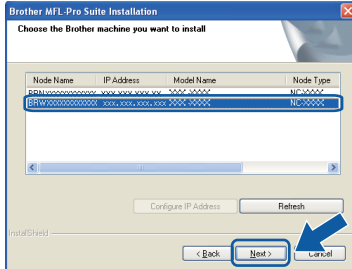 Brother MFL-Pro Suite Installation
Choose the Brother machine you want to install
Node Name IP Address Model Name Node Type
BRNXXXXXXXXXXXX XXX.XXX.XXX.XX XXX-XXXX NC-XXXX
BRWXXXXXXXXXXXX xxx.xxx.xxx.xxx XXX-XXXX NC-XXXX
Configure IP Address Refresh
InstallShield
< Back Next > Cancel